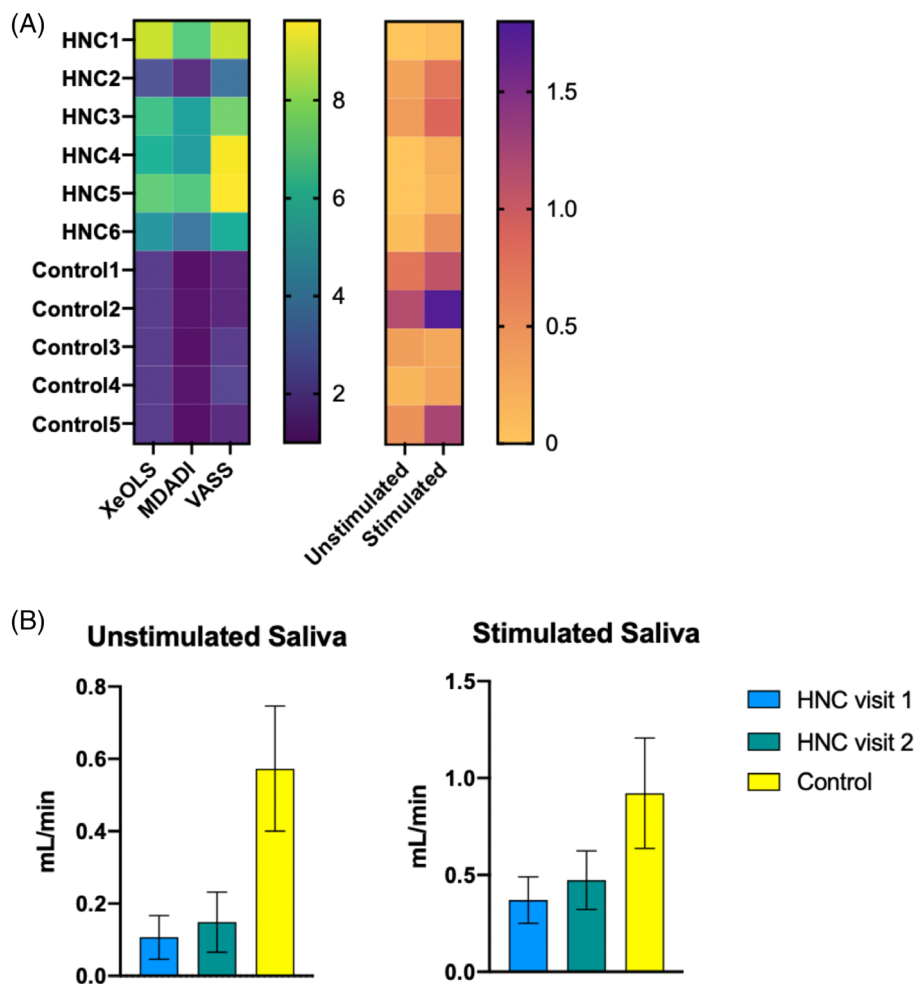 (A)
HNC1
HNC2
HNC3
HNC4
HNC5
HNC6
Control1
Control2
Control3
Control4
Control5
XeOLS
MDADI
VASS
8
6
4
2
Unstimulated
Stimulated
1.5
1.0
0.5
0
(B)
Unstimulated Saliva
mL/min
0.8
0.6
0.4
0.2
0.0
Stimulated Saliva
mL/min
1.5
1.0
0.5
0.0
HNC visit 1
HNC visit 2
Control